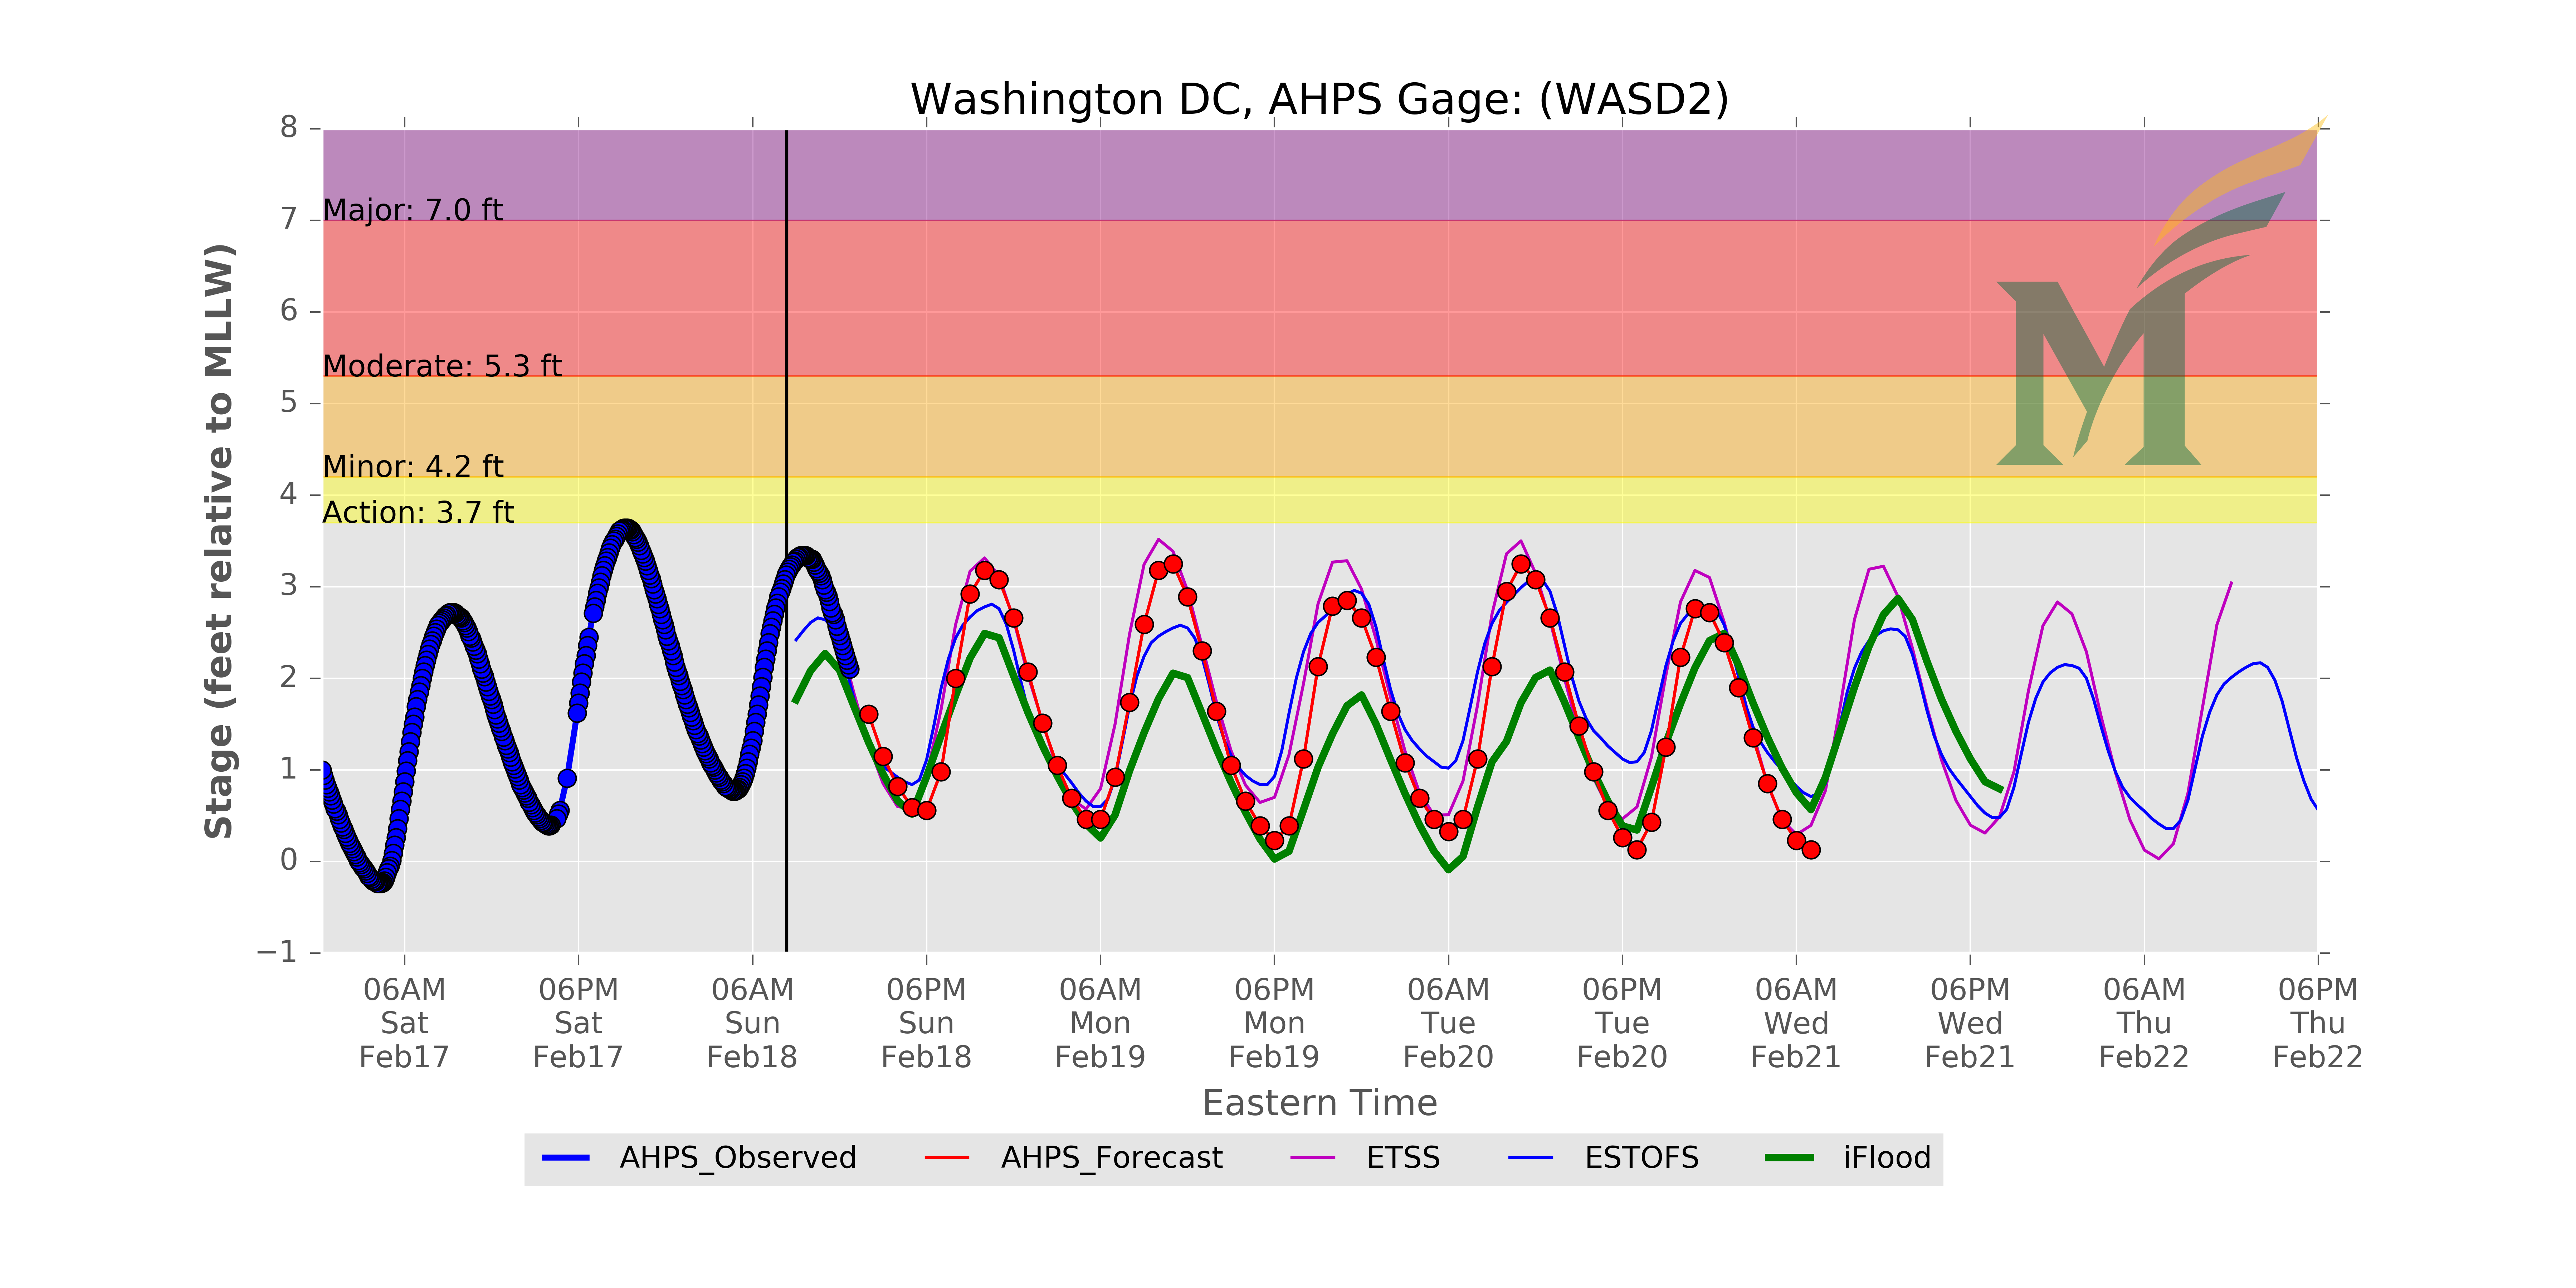 Washington DC, AHPS Gage: (WASD2)
Stage (feet relative to MLLW)
8
7
6
5
4
3
2
1
0
−1
Major: 7.0 ft
Moderate: 5.3 ft
Minor: 4.2 ft
Action: 3.7 ft
M
06AM Sat Feb17
06PM Sat Feb17
06AM Sun Feb18
06PM Sun Feb18
06AM Mon Feb19
06PM Mon Feb19
06AM Tue Feb20
06PM Tue Feb20
06AM Wed Feb21
06PM Wed Feb21
06AM Thu Feb22
06PM Thu Feb22
Eastern Time
AHPS_Observed AHPS_Forecast ETSS ESTOFS iFlood